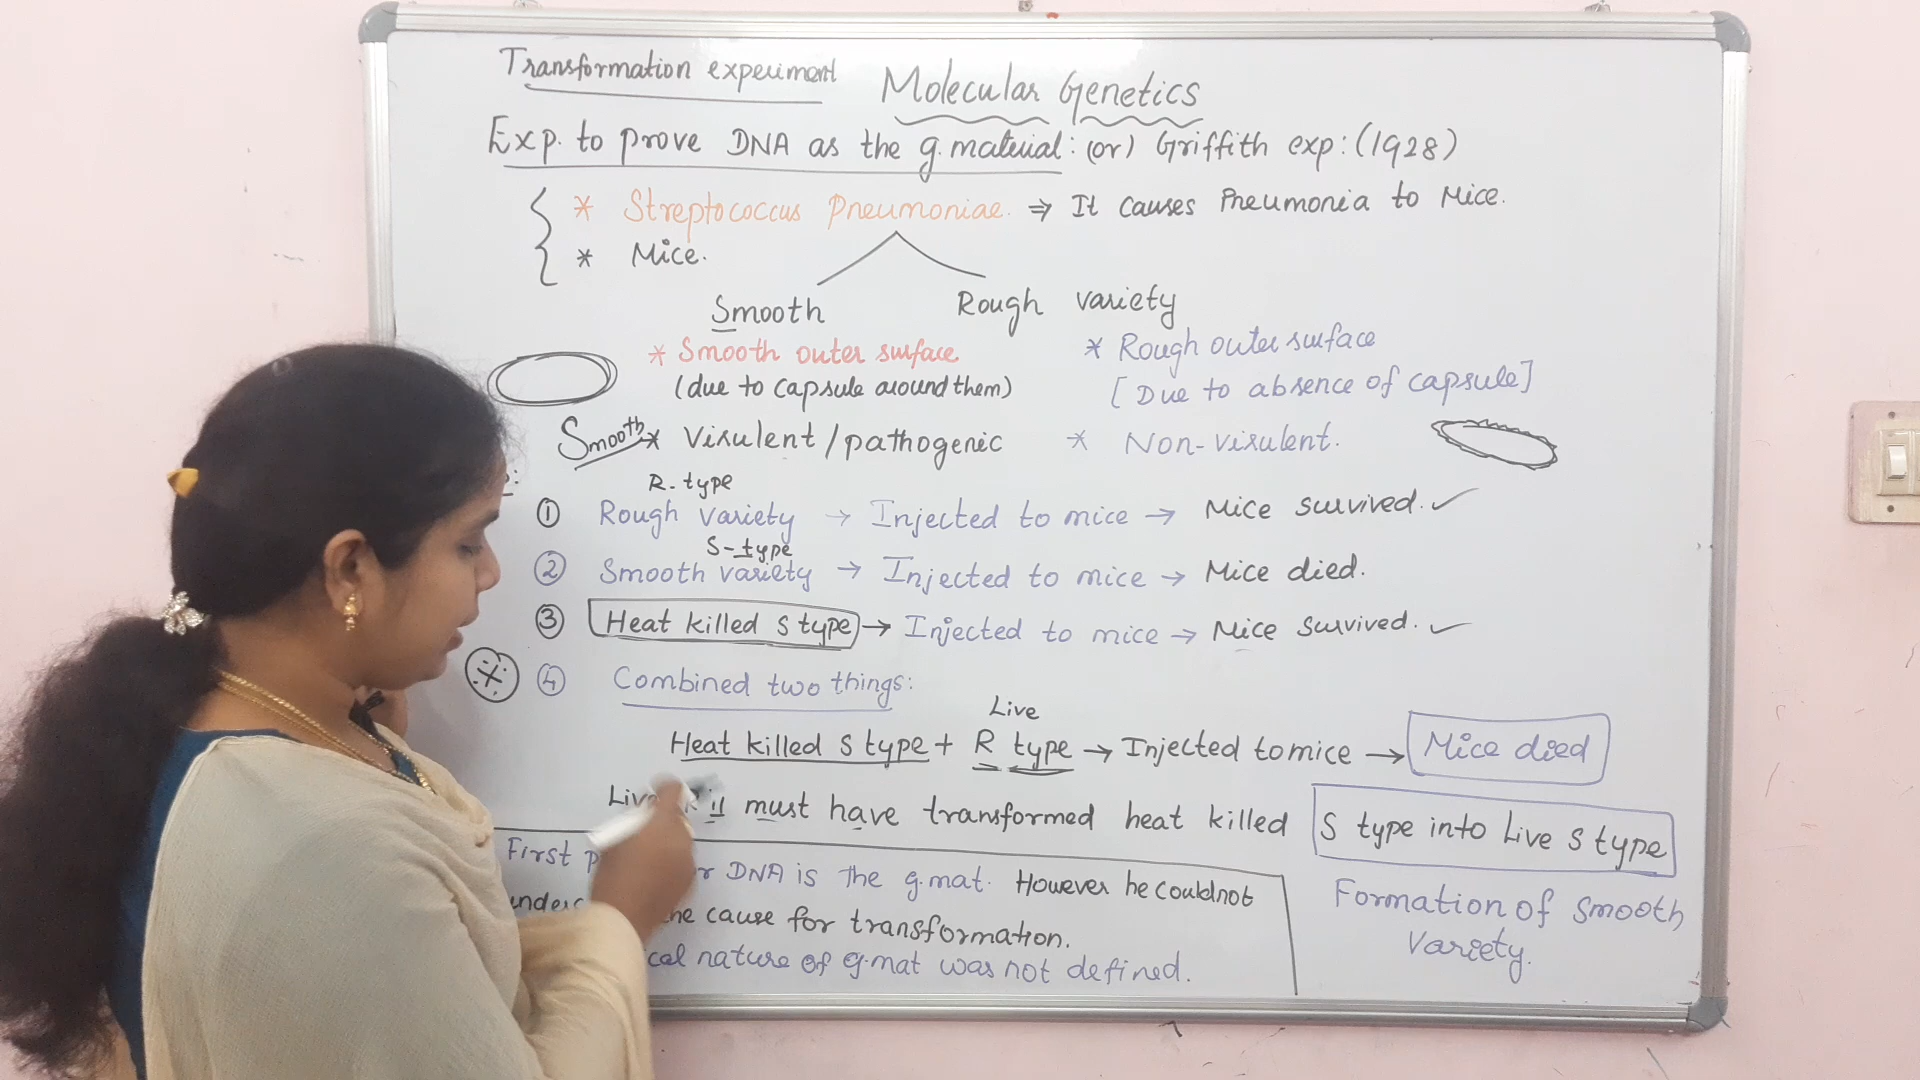 Transformation experiment
Molecular Genetics
Exp. to prove DNA as the g.material: (or) Griffith exp: (1928)
* Streptococcus Pneumoniae. ⇒ It causes Pneumonia to Mice.
* Mice.
Smooth Rough variety
* Smooth outer surface
(due to capsule around them)
* Rough outer surface
[Due to absence of capsule]
Smooth * Virulent/pathogenic
* Non-virulent.
R-type
① Rough variety → Injected to mice → Mice survived. ✓
S-type
② Smooth variety → Injected to mice → Mice died.
③ Heat killed S type → Injected to mice → Mice survived. ✓
④ Combined two things:
Live
Heat killed S type + R type → Injected to mice → Mice died
must have transformed heat killed S type into Live S type
First DNA is the g.mat. However he couldnot
cause for transformation.
nature of g.mat was not defined.
Formation of smooth
variety.